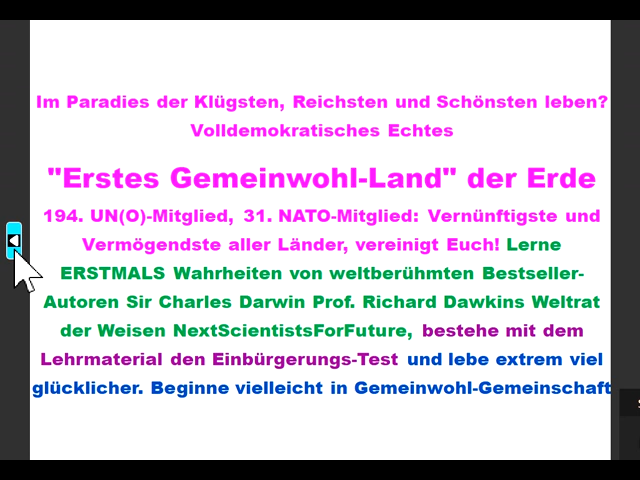 Im Paradies der Klügsten, Reichsten und Schönsten leben?
Volldemokratisches Echtes
"Erstes Gemeinwohl-Land" der Erde
194. UN(O)-Mitglied, 31. NATO-Mitglied: Vernünftigste und
Vermögendste aller Länder, vereinigt Euch! Lerne
ERSTMALS Wahrheiten von weltberühmten Bestseller-
Autoren Sir Charles Darwin Prof. Richard Dawkins Weltrat
der Weisen NextScientistsForFuture, bestehe mit dem
Lehrmaterial den Einbürgerungs-Test und lebe extrem viel
glücklicher. Beginne vielleicht in Gemeinwohl-Gemeinschaft